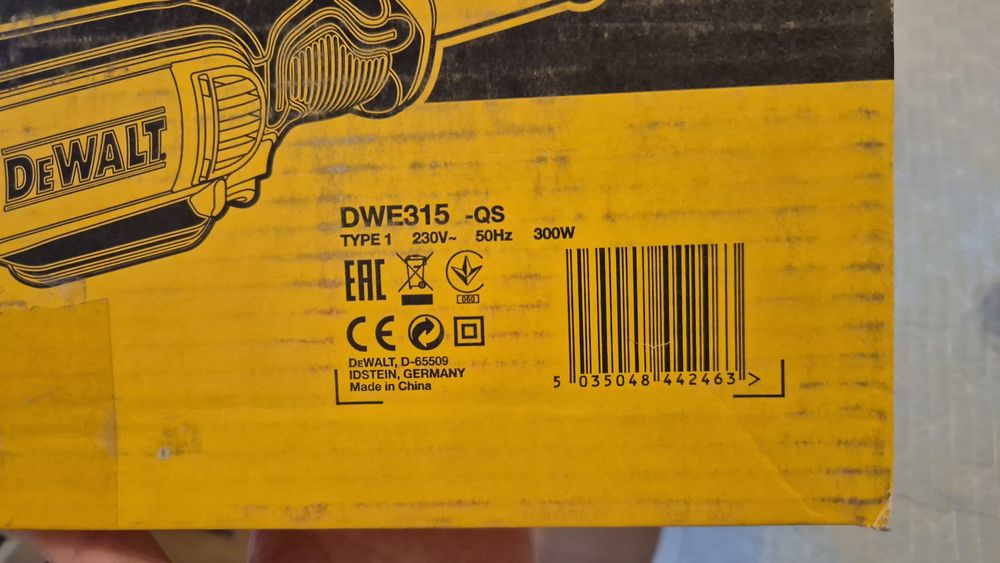 DEWALT
DWE315 -QS
TYPE 1 230V~ 50Hz 300W
EAC
060
CE
DEWALT, D-65509
IDSTEIN, GERMANY
Made in China
5 035048 442463 >